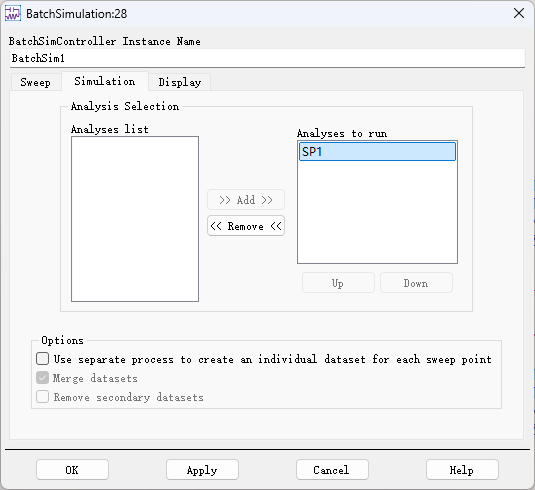 BatchSimulation:28
BatchSimController Instance Name
BatchSim1
Sweep Simulation Display
Analysis Selection
Analyses list
Analyses to run
SP1
>> Add >>
<< Remove <<
Up Down
Options
Use separate process to create an individual dataset for each sweep point
Merge datasets
Remove secondary datasets
OK Apply Cancel Help